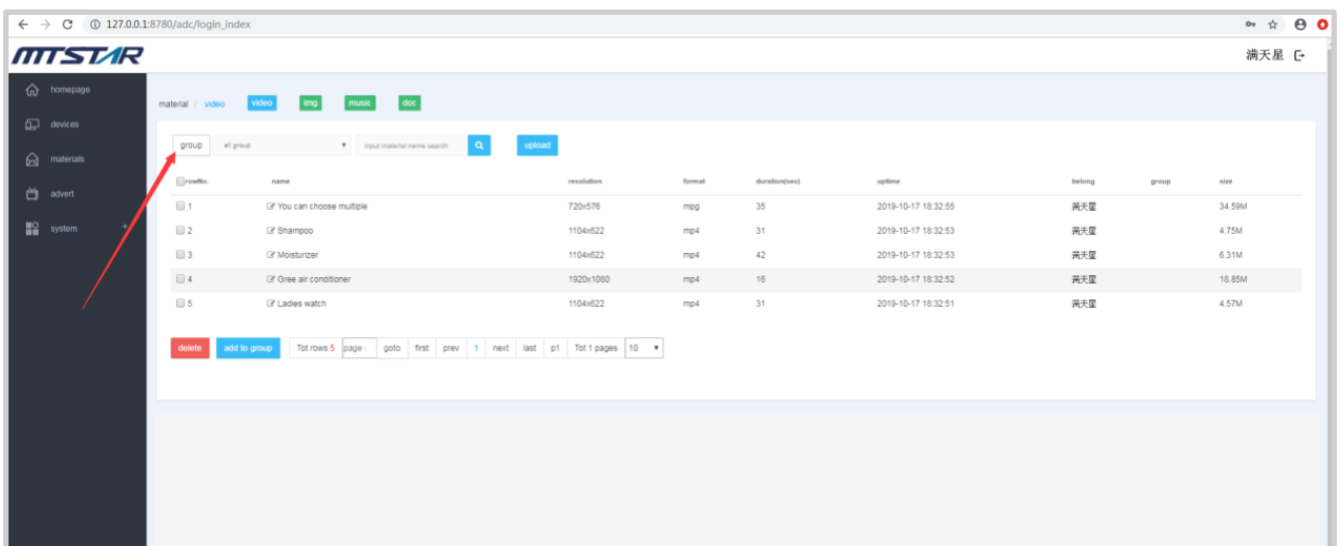 127.0.0.1:8780/adc/login_index
MTSTAR
满天星
homepage
devices
materials
advert
system +
material / video video img music doc
group all group input material name search upload
rowNo. name resolution format duration(sec) uptime belong group size
1 You can choose multiple 720x576 mpg 35 2019-10-17 18:32:55 满天星 34.59M
2 Shampoo 1104x622 mp4 31 2019-10-17 18:32:53 满天星 4.75M
3 Moisturizer 1104x622 mp4 42 2019-10-17 18:32:53 满天星 6.31M
4 Gree air conditioner 1920x1080 mp4 16 2019-10-17 18:32:52 满天星 18.85M
5 Ladies watch 1104x622 mp4 31 2019-10-17 18:32:51 满天星 4.57M
delete add to group Tot rows 5 page: goto first prev 1 next last p1 Tot 1 pages 10